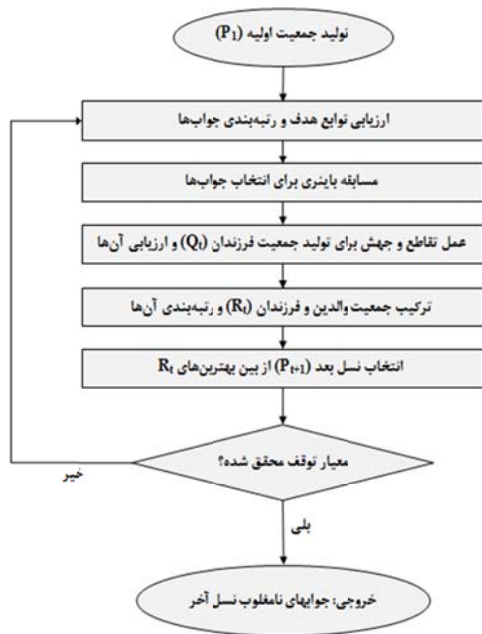 تولید جمعیت اولیه (P1)
ارزیابی توابع هدف و رتبه‌بندی جواب‌ها
مسابقه باینری برای انتخاب جواب‌ها
عمل تقاطع و جهش برای تولید جمعیت فرزندان (Qt) و ارزیابی آن‌ها
ترکیب جمعیت والدین و فرزندان (Rt) و رتبه‌بندی آن‌ها
انتخاب نسل بعد (Pt+1) از بین بهترین‌های Rt
معیار توقف محقق شده؟
خیر
بلی
خروجی: جوابهای نامغلوب نسل آخر